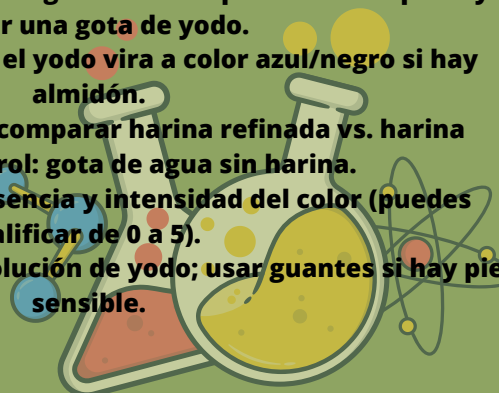 r una gota de yodo.
el yodo vira a color azul/negro si hay
almidón.
comparar harina refinada vs. harina
rol: gota de agua sin harina.
sencia y intensidad del color (puedes
alificar de 0 a 5).
olución de yodo; usar guantes si hay pie
sensible.